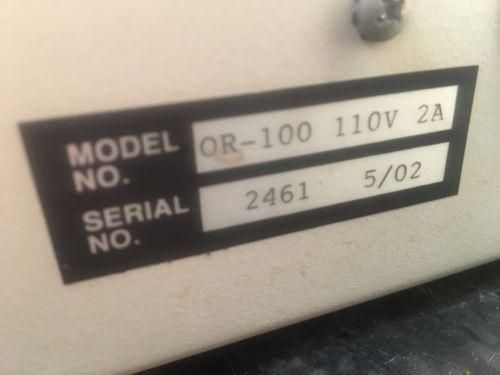 MODEL NO. OR-100 110V 2A
SERIAL NO. 2461 5/02